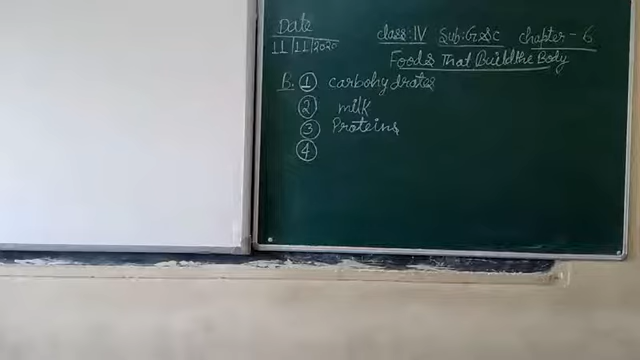 Date
11/11/2020
class:IV Sub:G.Sc chapter - 6
Foods That Build the Body
B. 1 carbohydrates
2 milk
3 Proteins
4